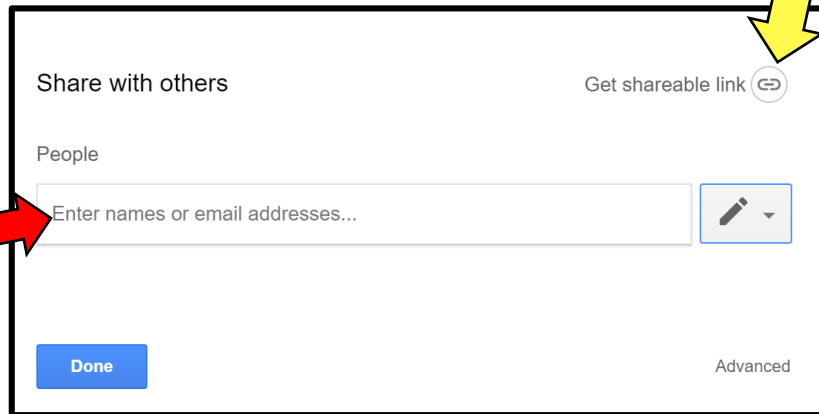 Share with others
Get shareable link
People
Enter names or email addresses...
Done
Advanced